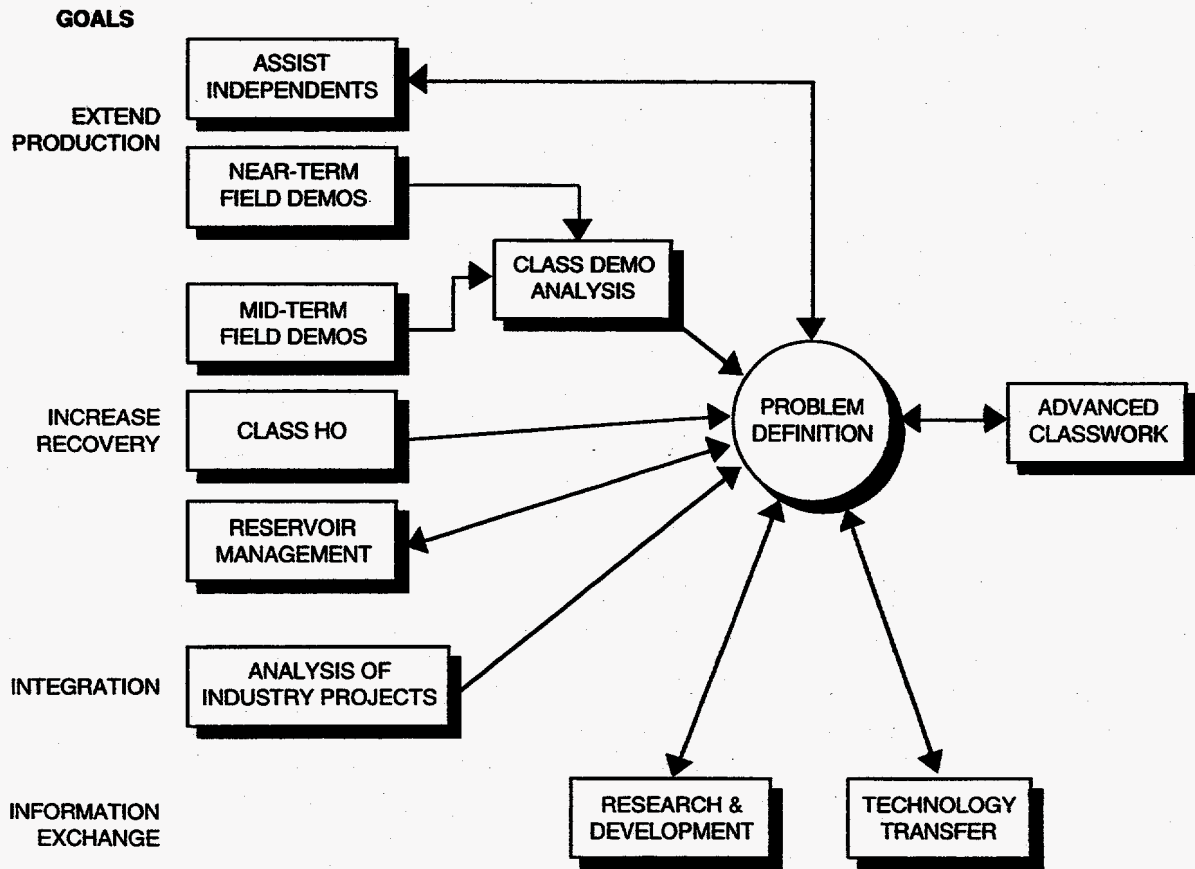 GOALS
ASSIST
INDEPENDENTS
EXTEND
PRODUCTION
NEAR-TERM
FIELD DEMOS
CLASS DEMO
ANALYSIS
MID-TERM
FIELD DEMOS
INCREASE
RECOVERY
CLASS HO
PROBLEM
DEFINITION
ADVANCED
CLASSWORK
RESERVOIR
MANAGEMENT
INTEGRATION
ANALYSIS OF
INDUSTRY PROJECTS
INFORMATION
EXCHANGE
RESEARCH &
DEVELOPMENT
TECHNOLOGY
TRANSFER